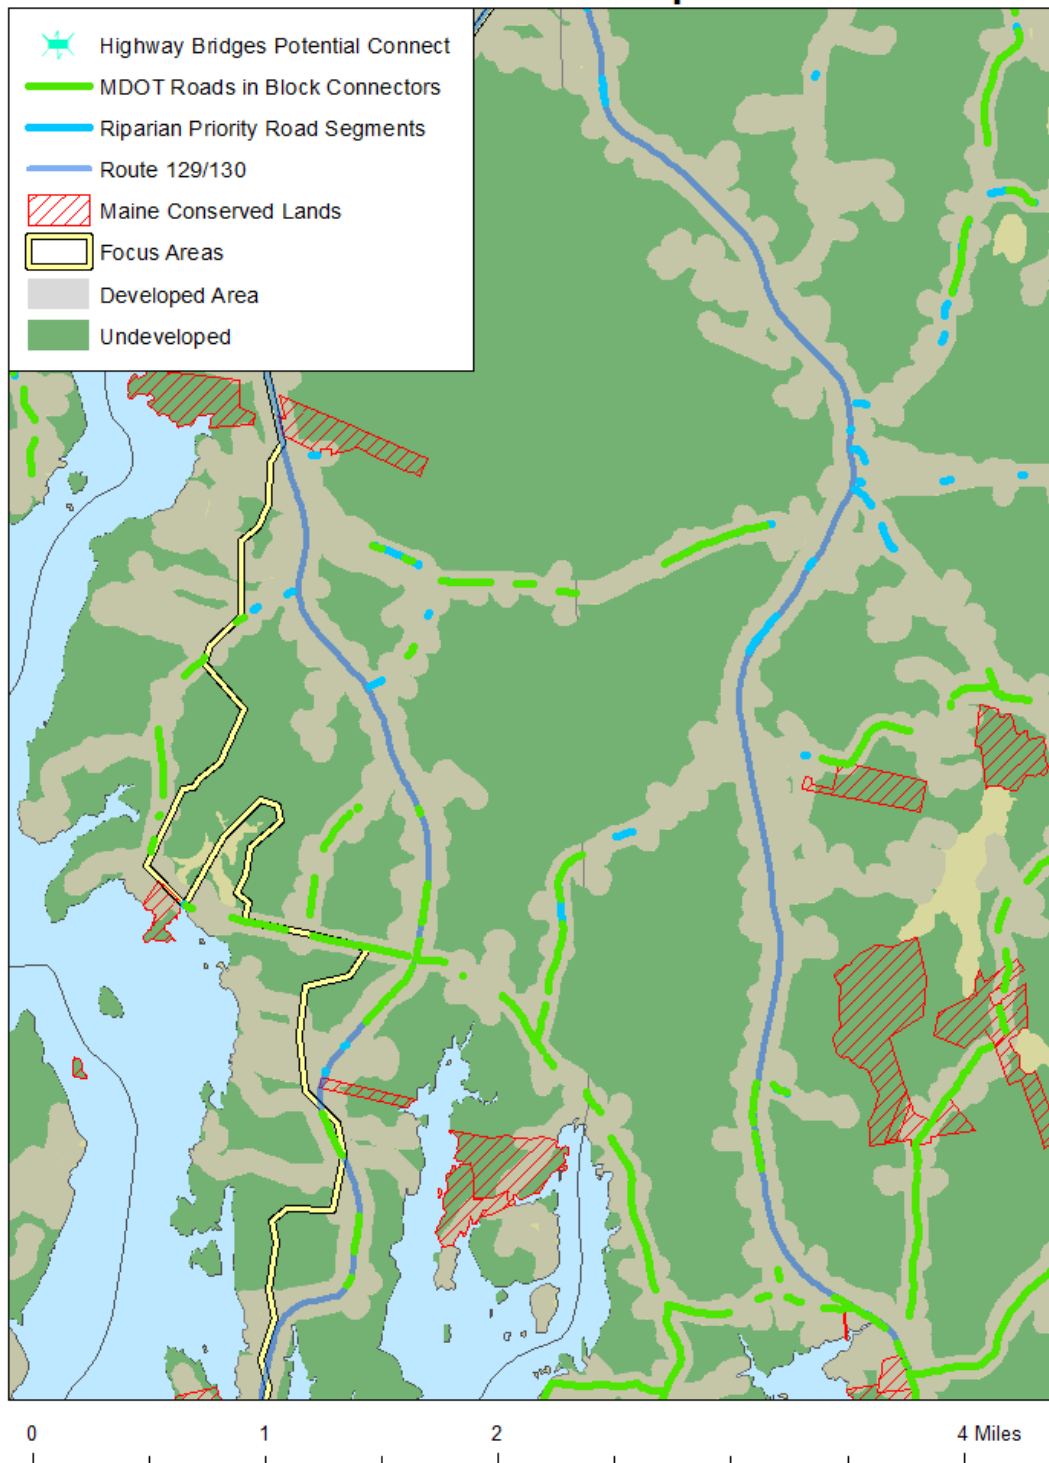 Highway Bridges Potential Connect
MDOT Roads in Block Connectors
Riparian Priority Road Segments
Route 129/130
Maine Conserved Lands
Focus Areas
Developed Area
Undeveloped
0 1 2 4 Miles